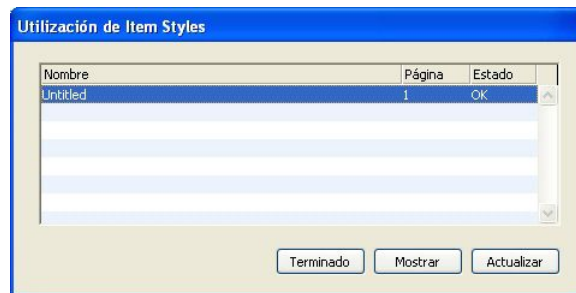 Utilización de Item Styles
Nombre Página Estado
Untitled 1 OK
Terminado Mostrar Actualizar